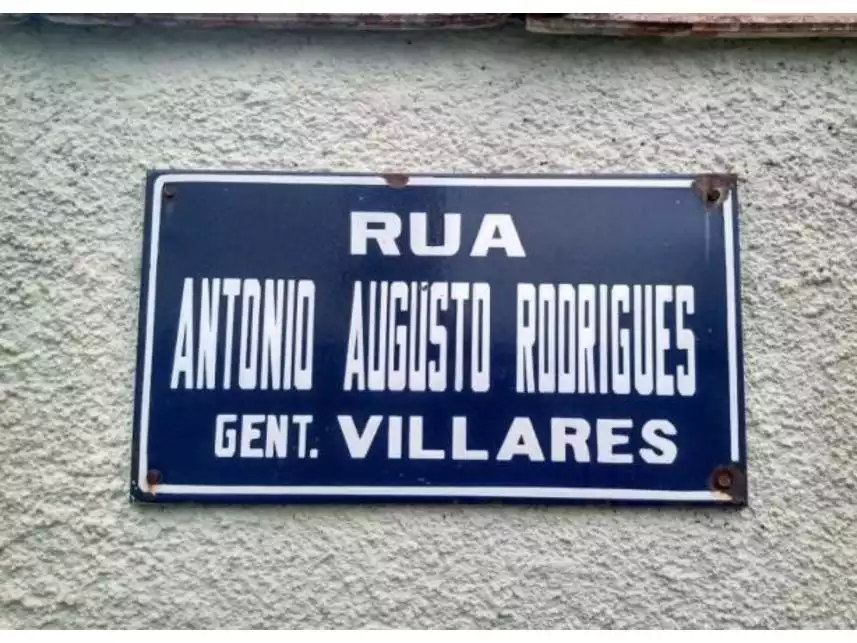 RUA
ANTONIO AUGUSTO RODRIGUES
GENT. VILLARES